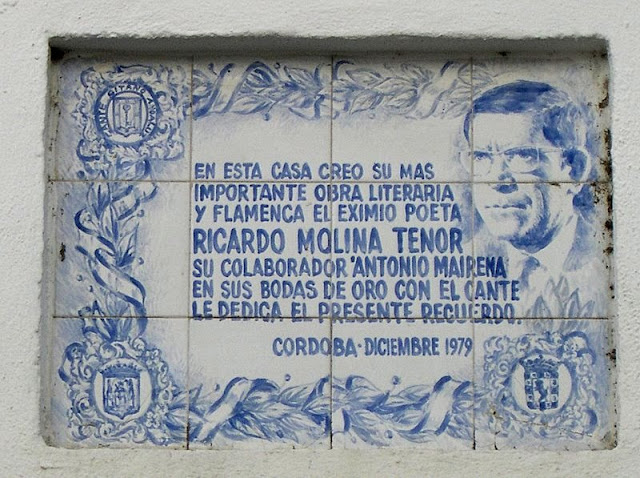 EN ESTA CASA CREO SU MAS
IMPORTANTE OBRA LITERARIA
Y FLAMENCA EL EXIMIO POETA
RICARDO MOLINA TENOR
SU COLABORADOR ANTONIO MAIRENA
EN SUS BODAS DE ORO CON EL CANTE
LE DEDICA EL PRESENTE RECUERDO.
CORDOBA · DICIEMBRE 1979